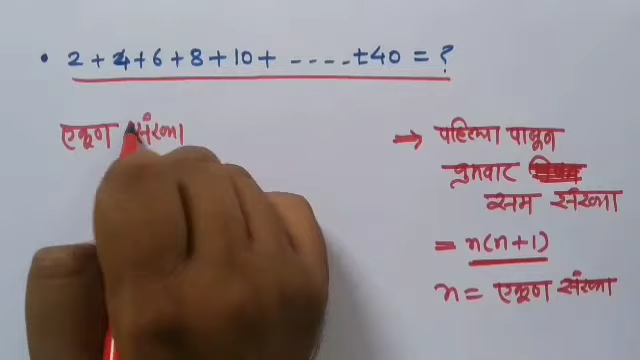 • 2 + 4 + 6 + 8 + 10 + ---- + 40 = ?
एकूण संख्या
→ पहिल्या पासून
क्रमवार
सम संख्या
= n(n+1)
n = एकूण संख्या